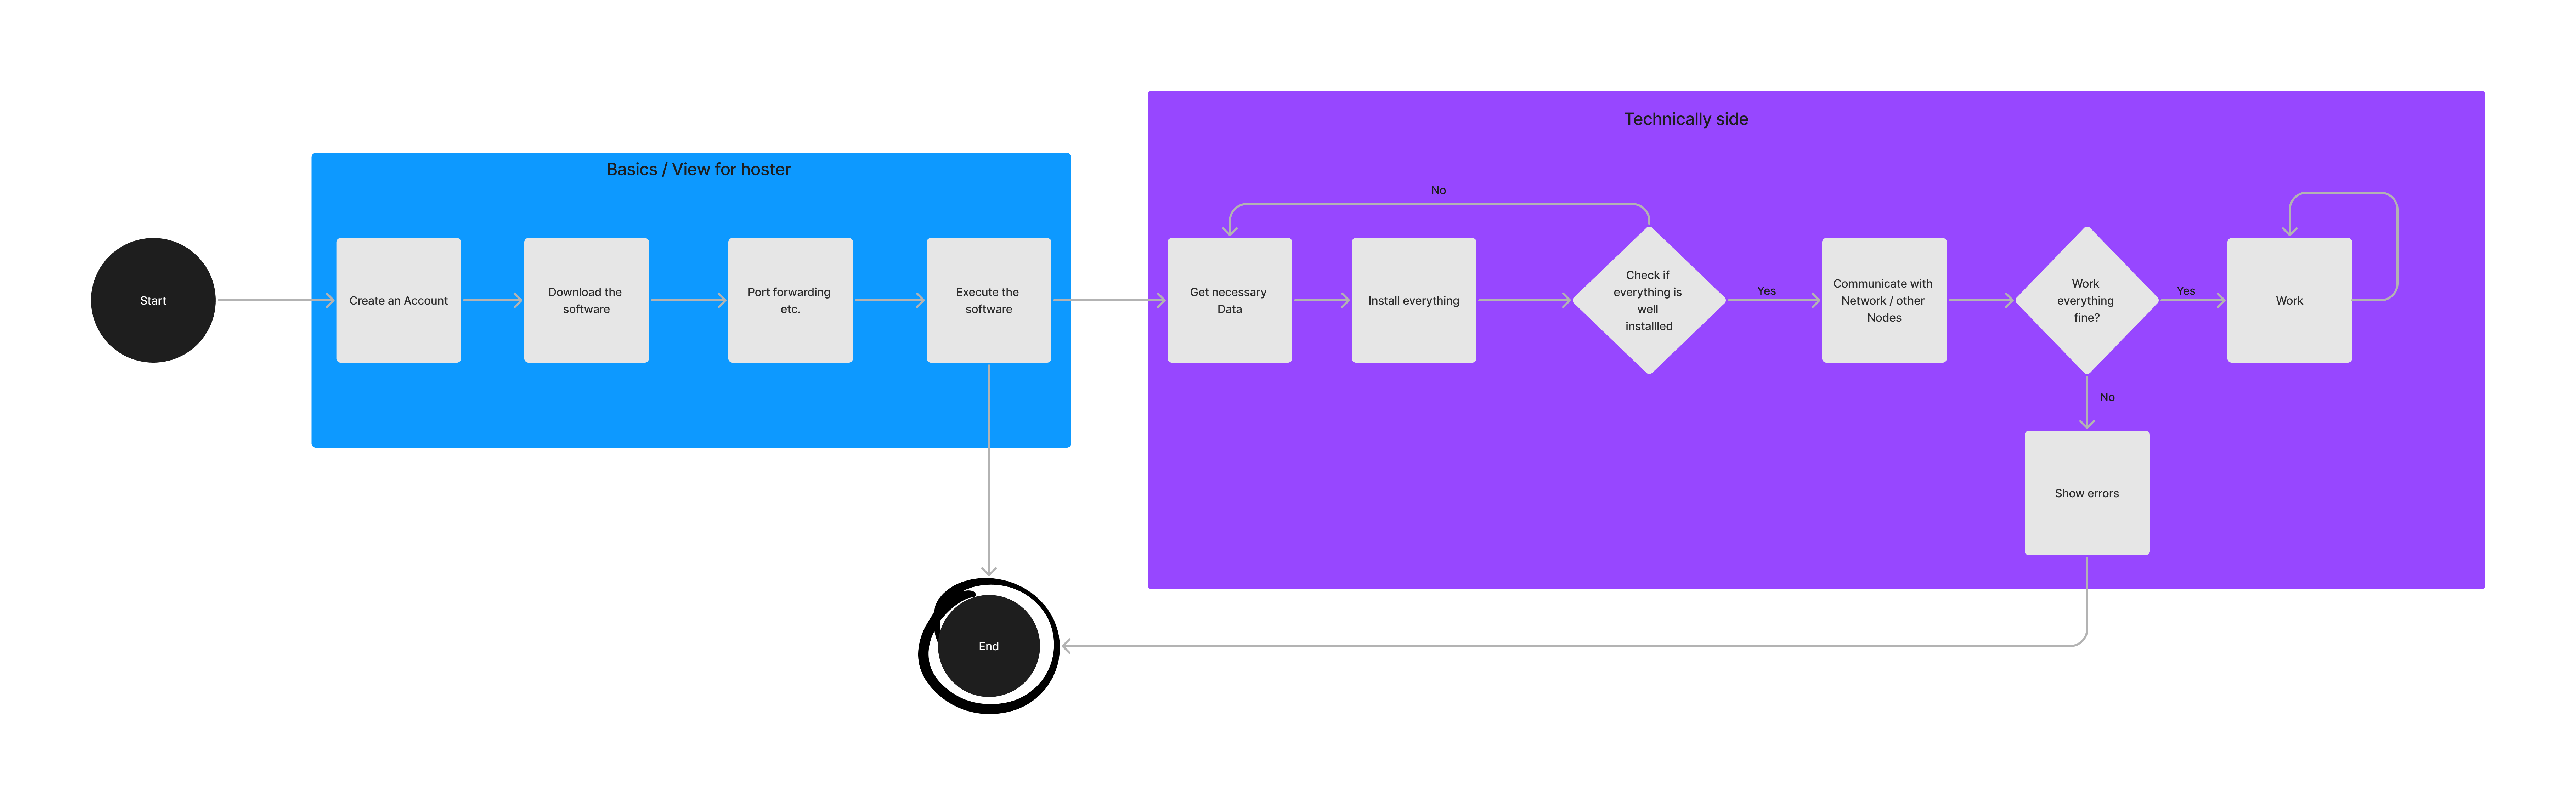 Technically side
Basics / View for hoster
No
Start
Create an Account
Download the
software
Port forwarding
etc.
Execute the
software
Get necessary
Data
Install everything
Check if
everything is
well
installled
Yes
Communicate with
Network / other
Nodes
Work
everything
fine?
Yes
Work
No
Show errors
End